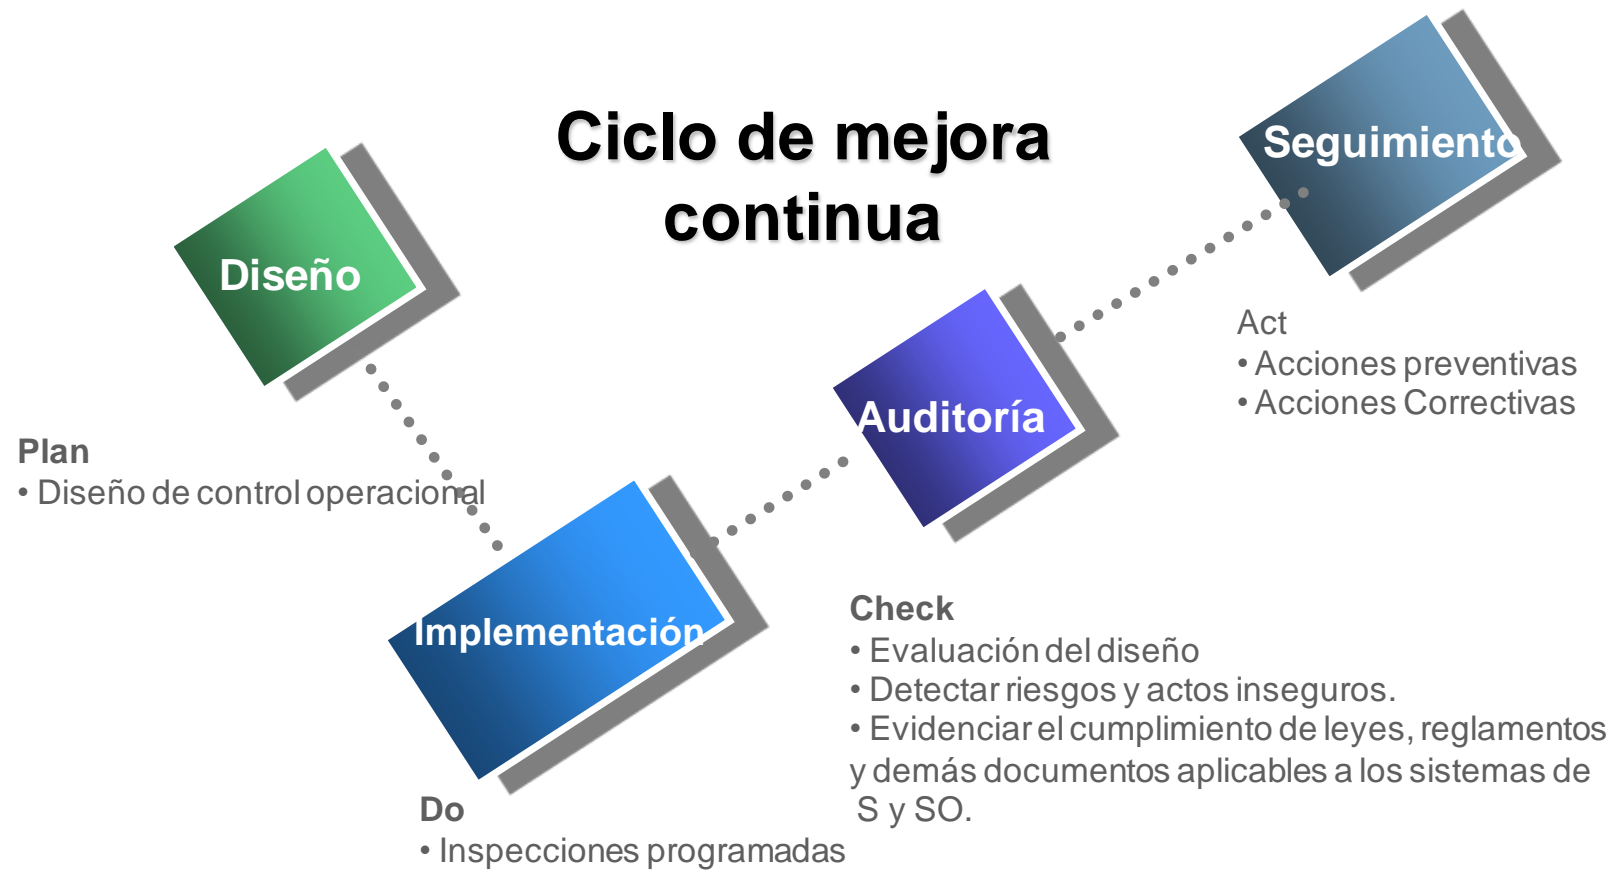 Ciclo de mejora
continua
Diseño
Plan
• Diseño de control operacional
Implementación
Do
• Inspecciones programadas
Auditoría
Check
• Evaluación del diseño
• Detectar riesgos y actos inseguros.
• Evidenciar el cumplimiento de leyes, reglamentos
y demás documentos aplicables a los sistemas de
S y SO.
Seguimiento
Act
• Acciones preventivas
• Acciones Correctivas